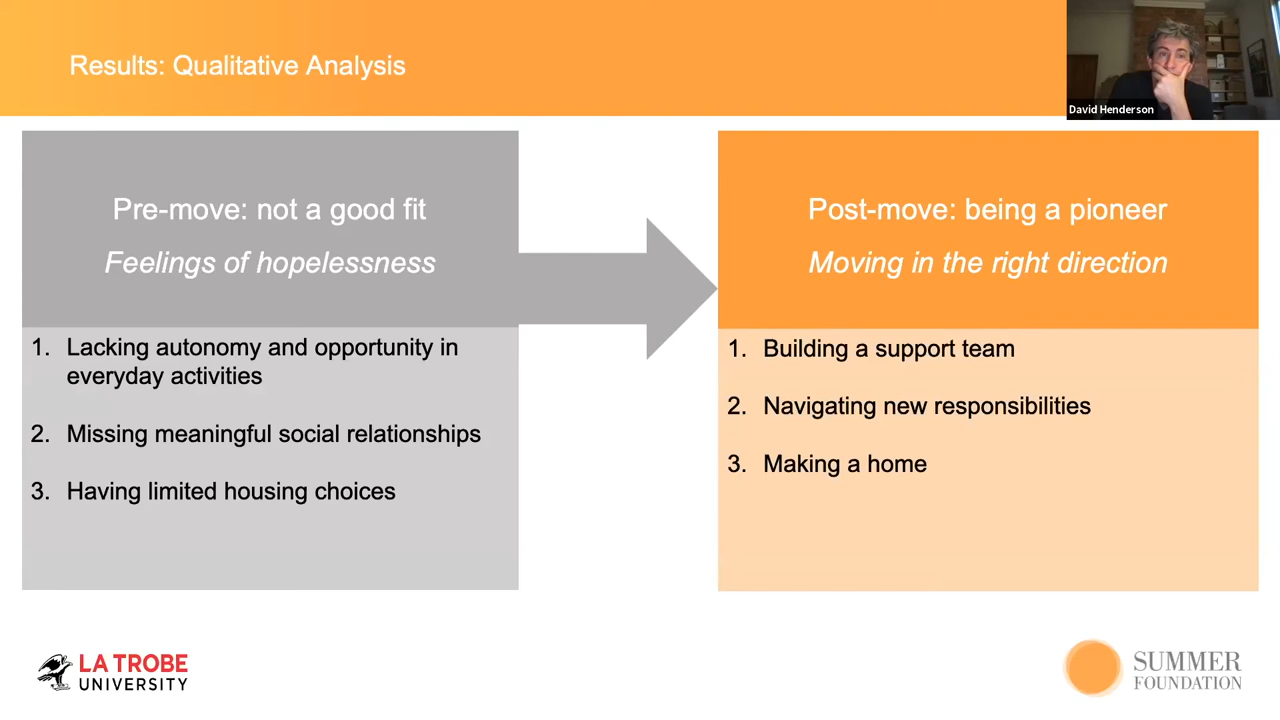 Results: Qualitative Analysis
David Henderson
Pre-move: not a good fit
Feelings of hopelessness
1. Lacking autonomy and opportunity in
everyday activities
2. Missing meaningful social relationships
3. Having limited housing choices
Post-move: being a pioneer
Moving in the right direction
1. Building a support team
2. Navigating new responsibilities
3. Making a home
LA TROBE
UNIVERSITY
SUMMER
FOUNDATION